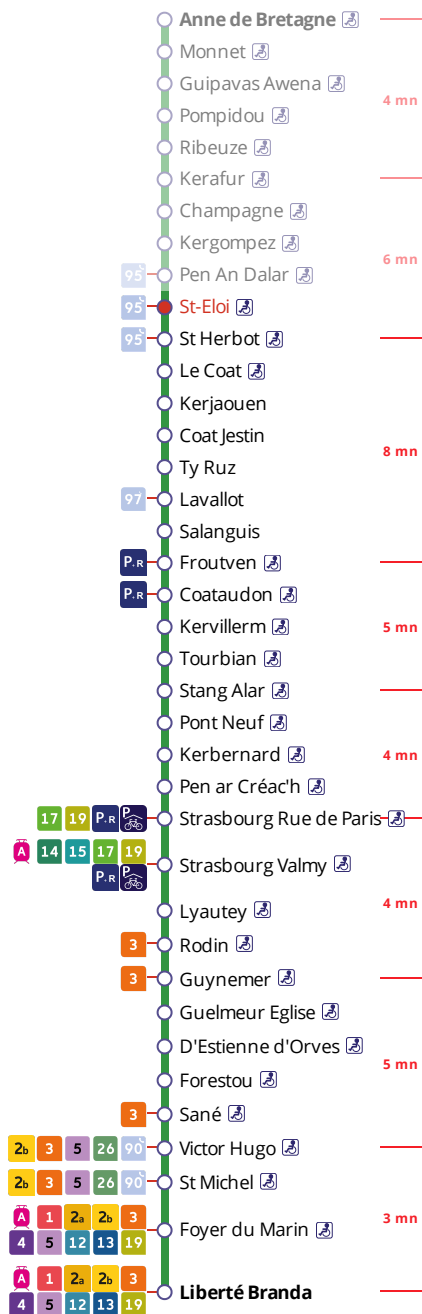 Anne de Bretagne
Monnet
Guipavas Awena
4 mn
Pompidou
Ribeuze
Kerafur
Champagne
6 mn
Kergompez
95 Pen An Dalar
95 St-Eloi
95 St Herbot
Le Coat
Kerjaouen
Coat Jestin
8 mn
Ty Ruz
97 Lavallot
Salanguis
P+R Froutven
P+R Coataudon
Kervillerm
5 mn
Tourbian
Stang Alar
Pont Neuf
Kerbernard
4 mn
Pen ar Créac'h
17 19 P+R P Strasbourg Rue de Paris
A 14 15 17 19
P+R P
Strasbourg Valmy
4 mn
Lyautey
3 Rodin
3 Guynemer
Guelmeur Eglise
D'Estienne d'Orves
5 mn
Forestou
3 Sané
2b 3 5 26 90 Victor Hugo
2b 3 5 26 90 St Michel
A 1 2a 2b 3
4 5 12 13 19
Foyer du Marin
3 mn
A 1 2a 2b 3
4 5 12 13 19
Liberté Branda